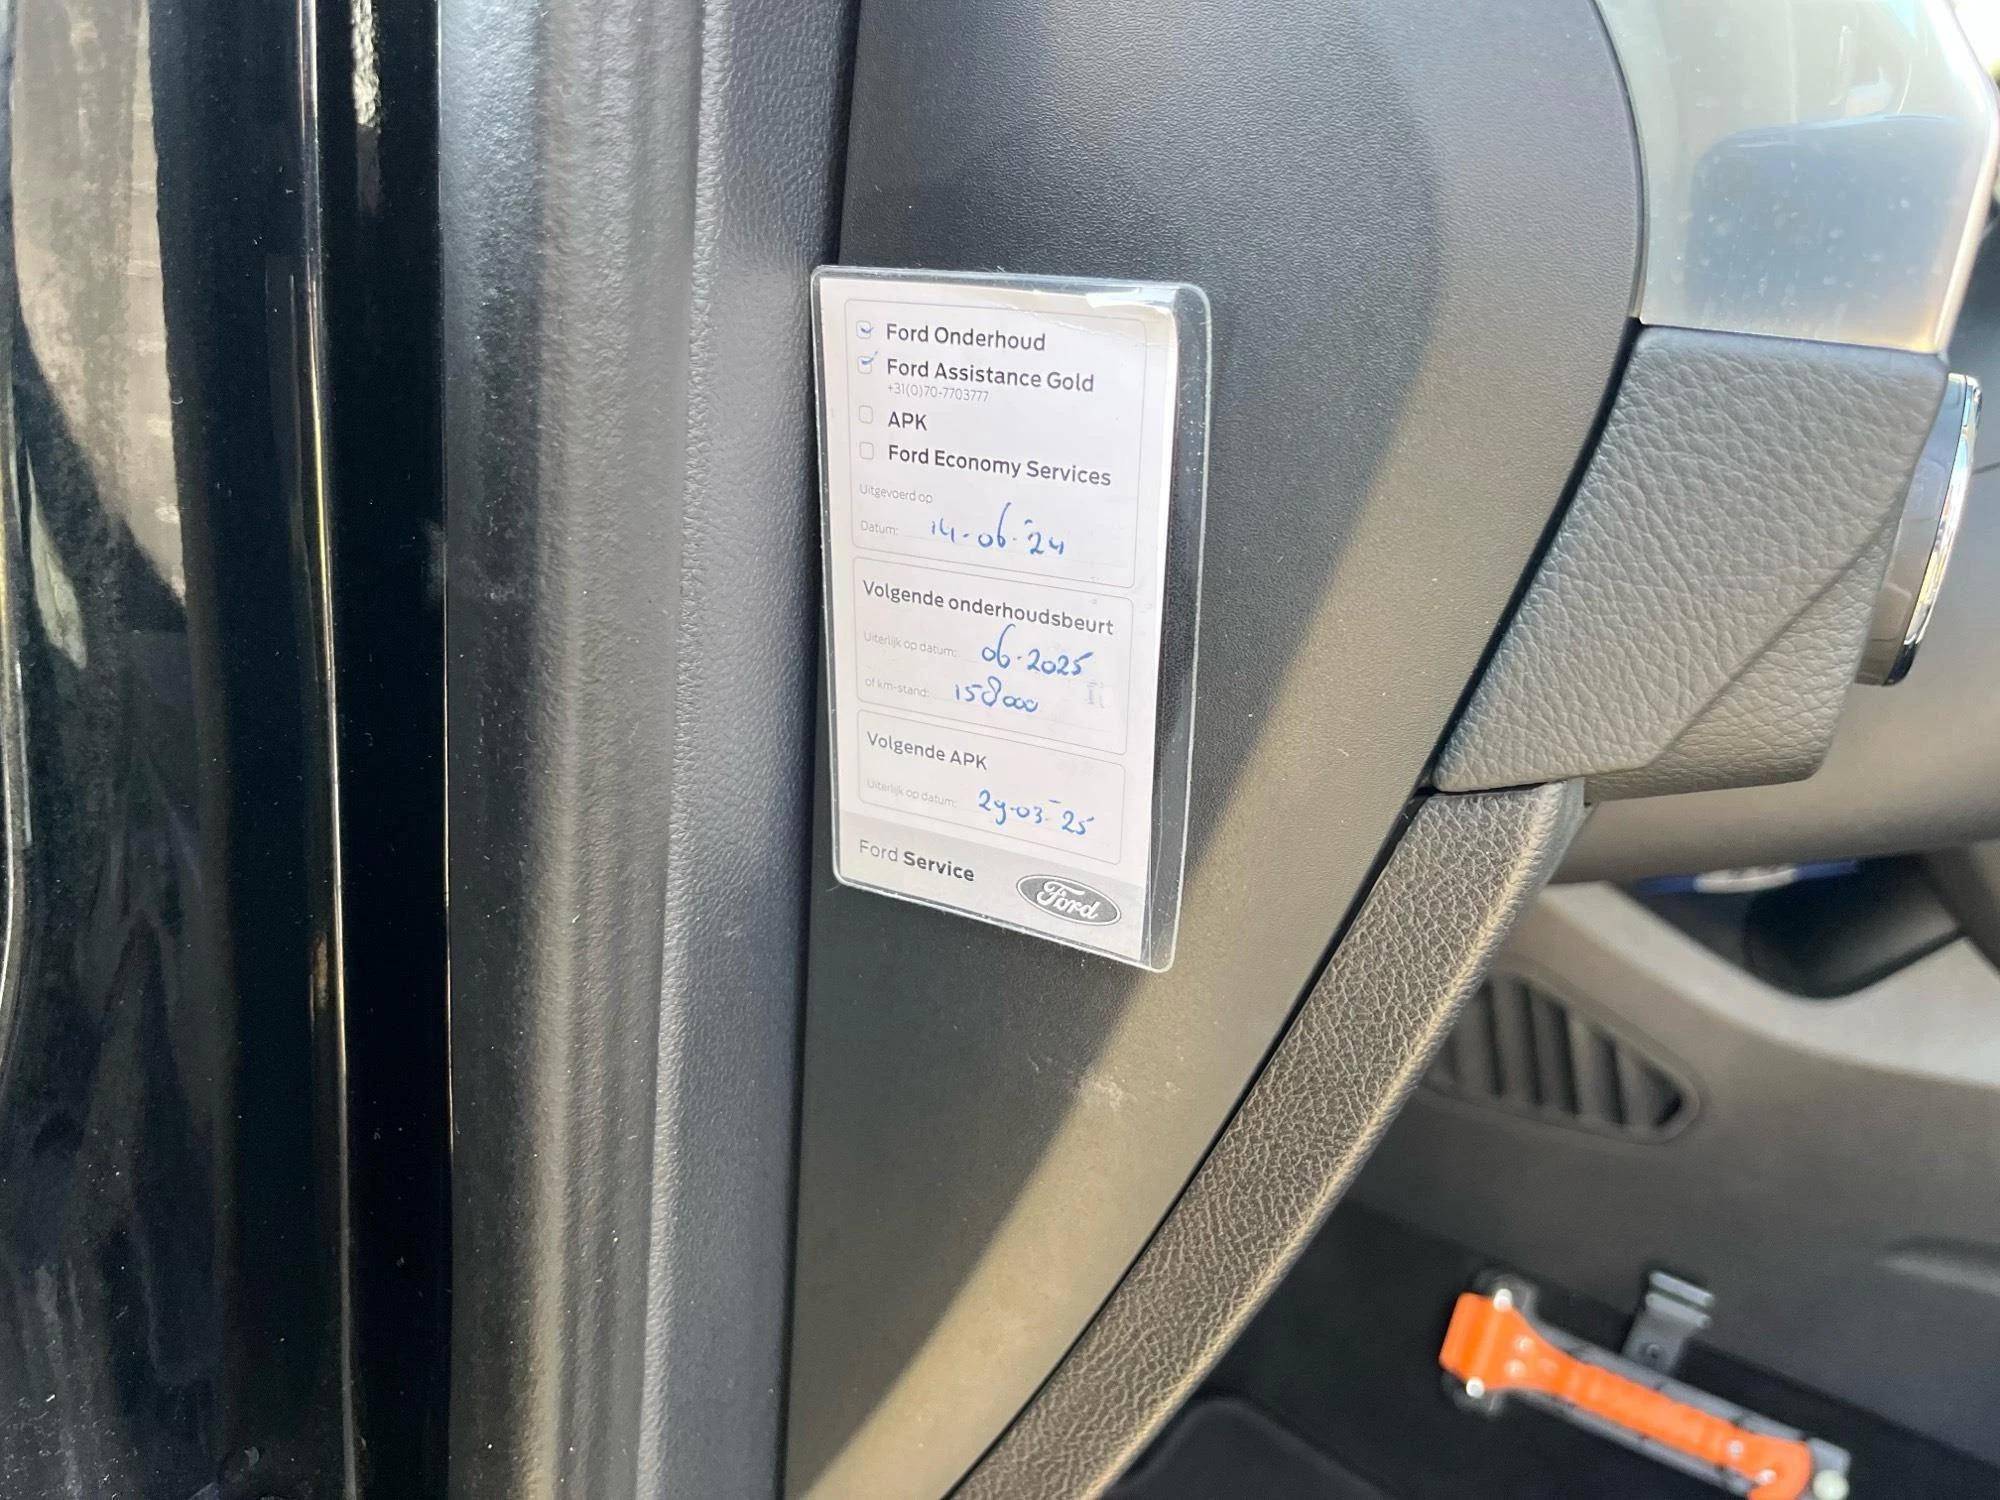 Ford Onderhoud
Ford Assistance Gold
+31(0)70-7703777
APK
Ford Economy Services
Uitgevoerd op
Datum: 14-06-'24
Volgende onderhoudsbeurt
Uiterlijk op datum: 06-2025
of km-stand: 158000
Volgende APK
Uiterlijk op datum: 29-03-'25
Ford Service
Ford